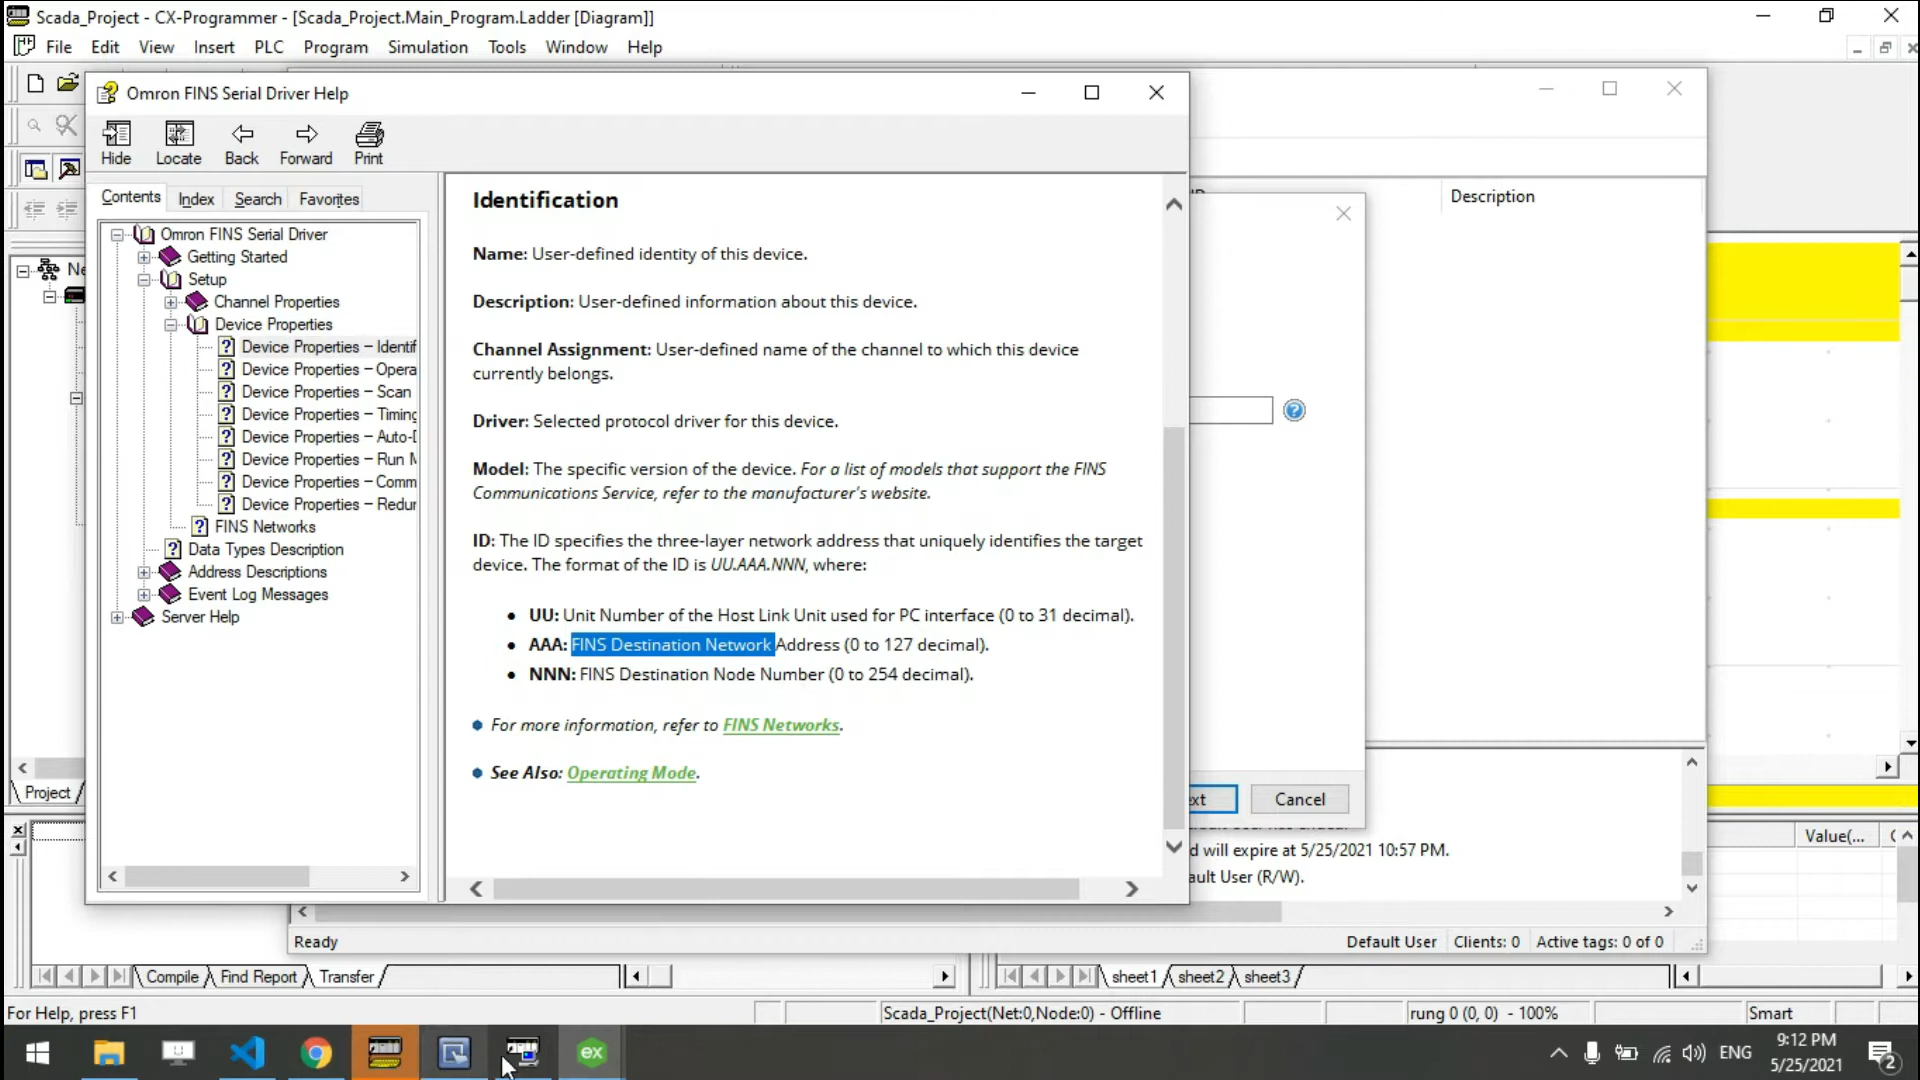 Scada_Project - CX-Programmer - [Scada_Project.Main_Program.Ladder [Diagram]]
File Edit View Insert PLC Program Simulation Tools Window Help
Omron FINS Serial Driver Help
Hide Locate Back Forward Print
Contents Index Search Favorites
Omron FINS Serial Driver
Getting Started
Setup
Channel Properties
Device Properties
Device Properties – Identif
Device Properties – Opera
Device Properties – Scan
Device Properties – Timing
Device Properties – Auto-D
Device Properties – Run M
Device Properties – Comm
Device Properties – Redun
FINS Networks
Data Types Description
Address Descriptions
Event Log Messages
Server Help
Identification
Name: User-defined identity of this device.
Description: User-defined information about this device.
Channel Assignment: User-defined name of the channel to which this device
currently belongs.
Driver: Selected protocol driver for this device.
Model: The specific version of the device. For a list of models that support the FINS
Communications Service, refer to the manufacturer's website.
ID: The ID specifies the three-layer network address that uniquely identifies the target
device. The format of the ID is UU.AAA.NNN, where:
• UU: Unit Number of the Host Link Unit used for PC interface (0 to 31 decimal).
• AAA: FINS Destination Network Address (0 to 127 decimal).
• NNN: FINS Destination Node Number (0 to 254 decimal).
For more information, refer to FINS Networks.
See Also: Operating Mode.
Description
Ne
ext Cancel
d will expire at 5/25/2021 10:57 PM.
ault User (R/W).
Project
Value(...
Ready
Default User Clients: 0 Active tags: 0 of 0
Compile Find Report Transfer
sheet1 sheet2 sheet3
For Help, press F1
Scada_Project(Net:0,Node:0) - Offline
rung 0 (0, 0) - 100%
Smart
ex
ENG
9:12 PM
5/25/2021
2